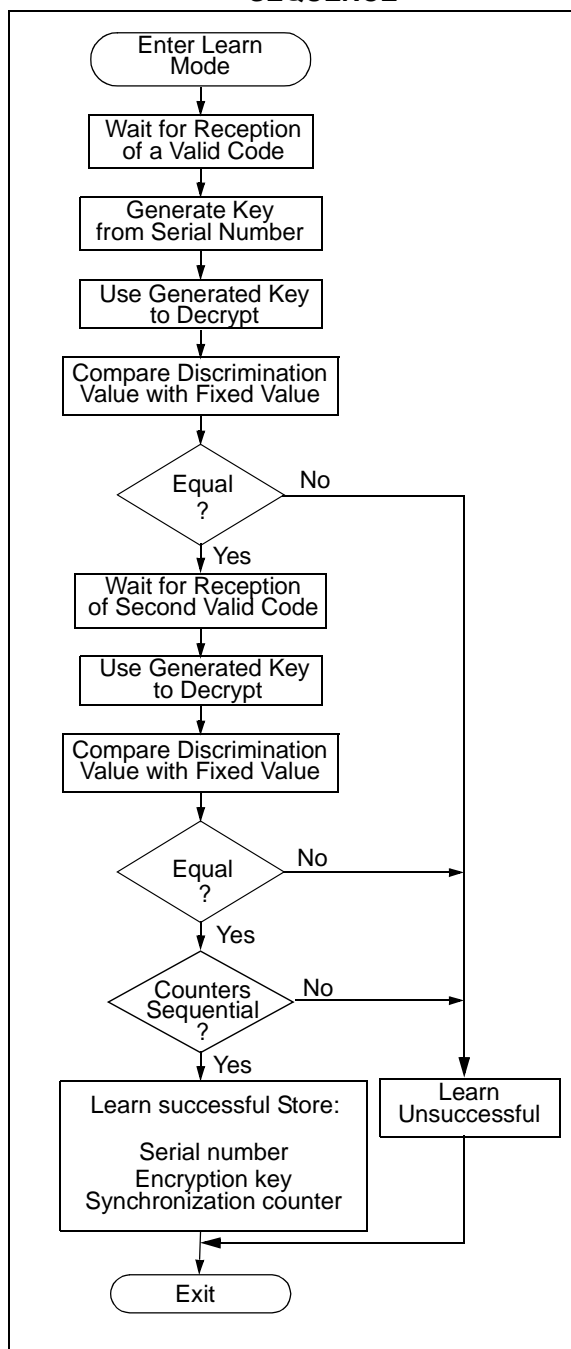 SEQUENCE
Enter Learn
Mode
Wait for Reception
of a Valid Code
Generate Key
from Serial Number
Use Generated Key
to Decrypt
Compare Discrimination
Value with Fixed Value
Equal
?
No
Yes
Wait for Reception
of Second Valid Code
Use Generated Key
to Decrypt
Compare Discrimination
Value with Fixed Value
Equal
?
No
Yes
Counters
Sequential
?
No
Yes
Learn successful Store:
Serial number
Encryption key
Synchronization counter
Learn
Unsuccessful
Exit